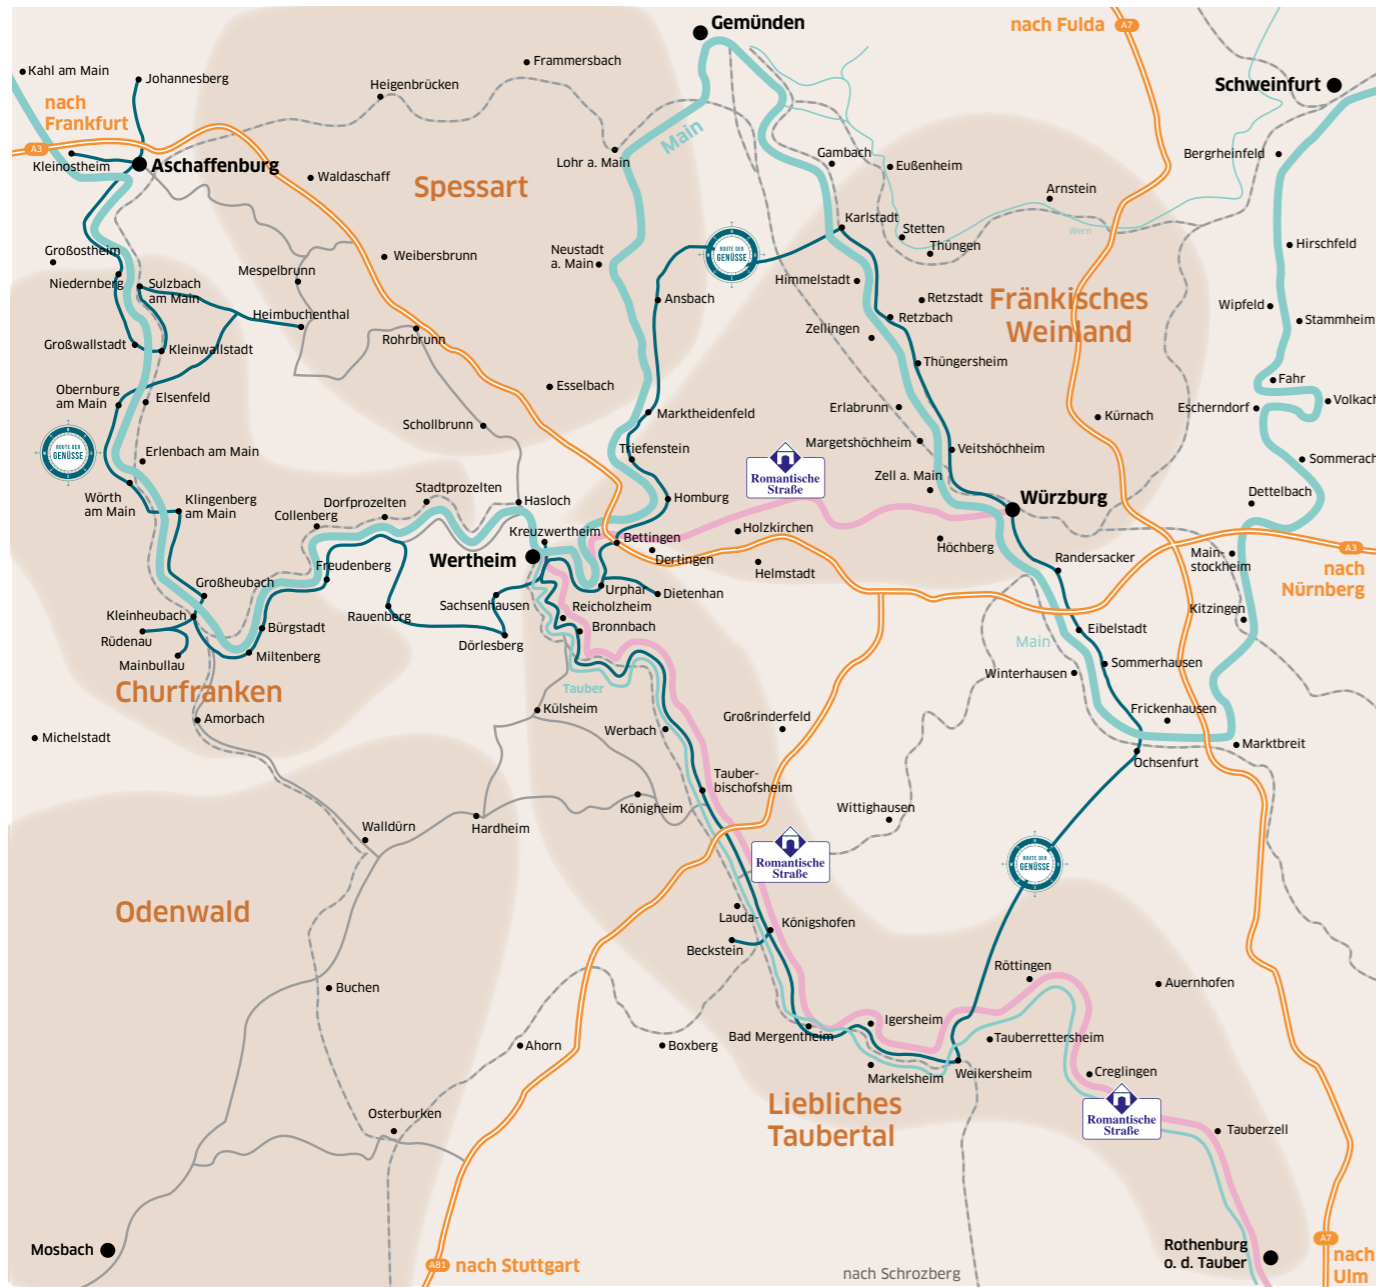 Gemünden
nach Fulda
A7
Kahl am Main
Johannesberg
Frammersbach
Heigenbrücken
Schweinfurt
nach
Frankfurt
A3
Kleinostheim
Aschaffenburg
Main
Lohr a. Main
Gambach
Eußenheim
Bergrheinfeld
Waldaschaff
Spessart
Arnstein
Karlstadt
Stetten
Thüngen
Wern
Hirschfeld
Großostheim
Niedernberg
Sulzbach
am Main
Mespelbrunn
Weibersbrunn
Neustadt
a. Main
ROUTE DER
GENÜSSE
Himmelstadt
Ansbach
Retzstadt
Retzbach
Fränkisches
Weinland
Wipfeld
Stammheim
Heimbuchenthal
Rohrbrunn
Zellingen
Großwallstadt
Kleinwallstadt
Thüngersheim
Fahr
Obernburg
am Main
Elsenfeld
Esselbach
Erlabrunn
Escherndorf
Volkach
Kürnach
Marktheidenfeld
Schollbrunn
Margetshöchheim
Veitshöchheim
ROUTE DER
GENÜSSE
Erlenbach am Main
Triefenstein
Romantische
Straße
Zell a. Main
Sommerach
Wörth
am Main
Klingenberg
am Main
Collenberg
Dorfprozelten
Stadtprozelten
Hasloch
Homburg
Würzburg
Dettelbach
Kreuzwertheim
Bettingen
Holzkirchen
Höchberg
Wertheim
Dertingen
Helmstadt
Randersacker
Main-
stockheim
A3
nach
Nürnberg
Freudenberg
Großheubach
Rauenberg
Sachsenhausen
Urphar
Dietenhan
Reicholzheim
Bronnbach
Kitzingen
Kleinheubach
Rüdenau
Mainbullau
Bürgstadt
Miltenberg
Dörlesberg
Eibelstadt
Main
Sommerhausen
Winterhausen
Churfranken
Tauber
Külsheim
Amorbach
Michelstadt
Werbach
Großrinderfeld
Frickenhausen
Marktbreit
Ochsenfurt
Tauber-
bischofsheim
Königheim
Wittighausen
Walldürn
Hardheim
Romantische
Straße
ROUTE DER
GENÜSSE
Odenwald
Lauda-
Königshofen
Beckstein
Röttingen
Auernhofen
Buchen
Igersheim
Bad Mergentheim
Tauberrettersheim
Ahorn
Boxberg
Markelsheim
Weikersheim
Creglingen
Liebliches
Taubertal
Osterburken
Romantische
Straße
Tauberzell
Mosbach
A81
nach Stuttgart
nach Schrozberg
Rothenburg
o. d. Tauber
A7
nach
Ulm